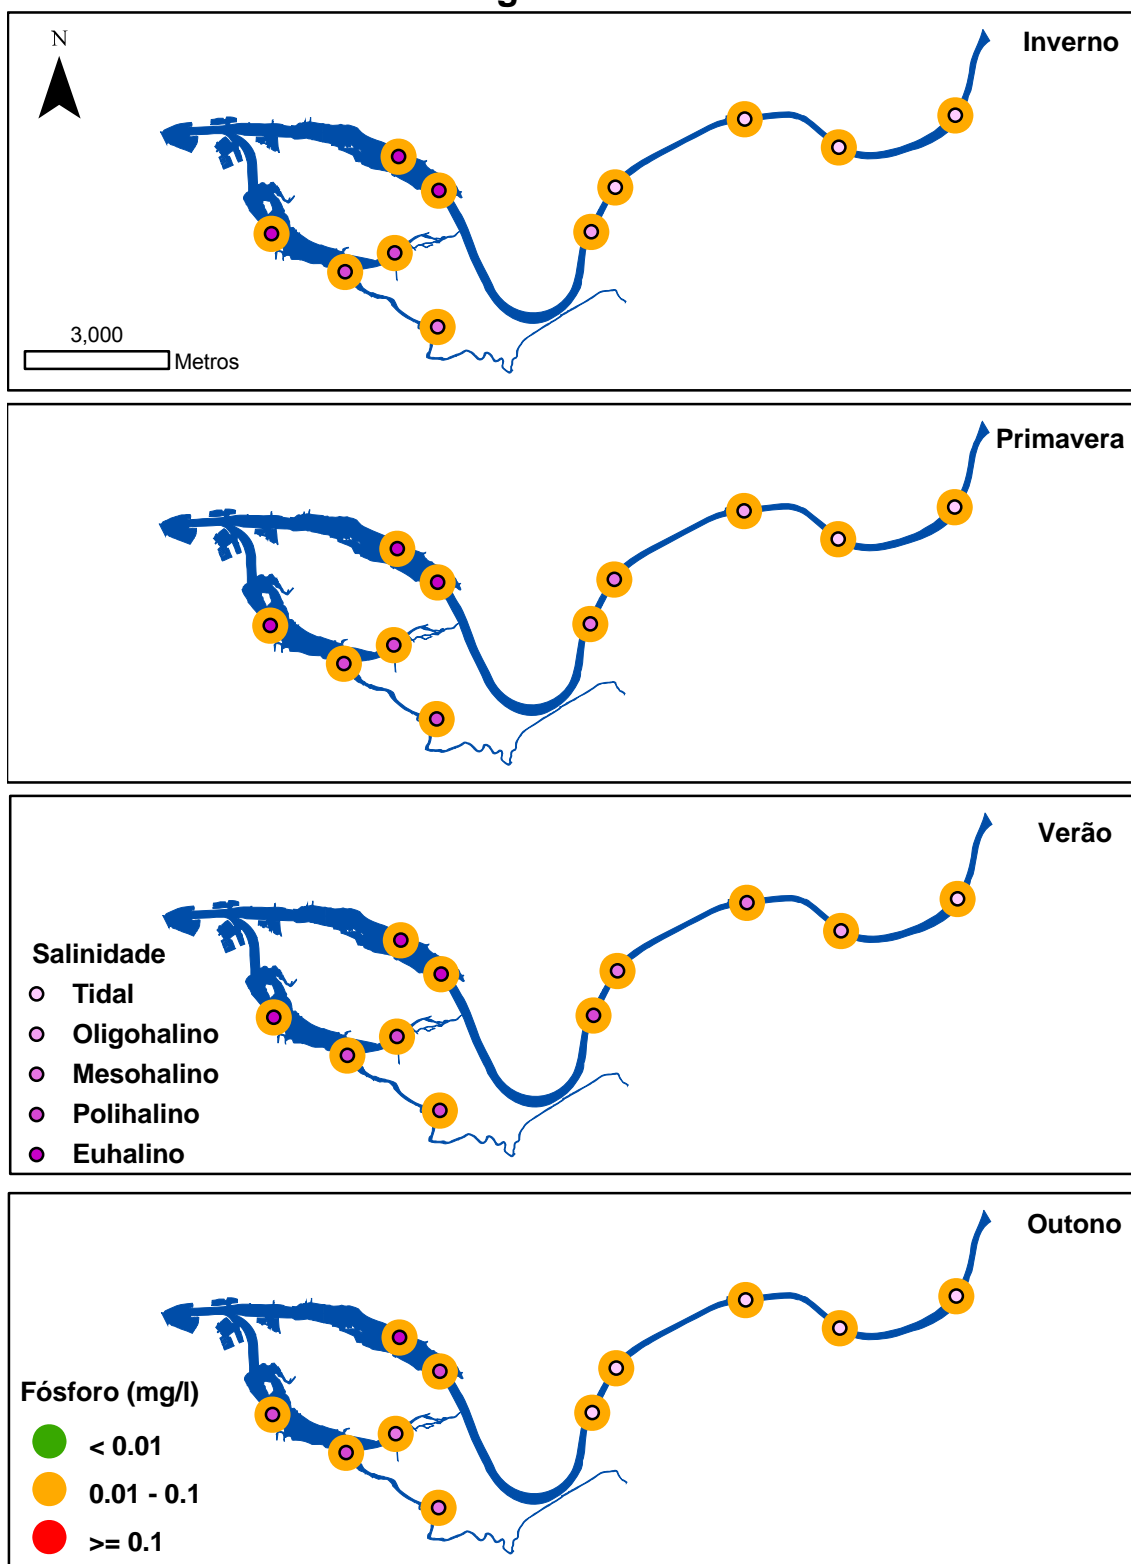 Inverno
N
3,000
Metros
Primavera
Verão
Salinidade
Tidal
Oligohalino
Mesohalino
Polihalino
Euhalino
Outono
Fósforo (mg/l)
< 0.01
0.01 - 0.1
>= 0.1